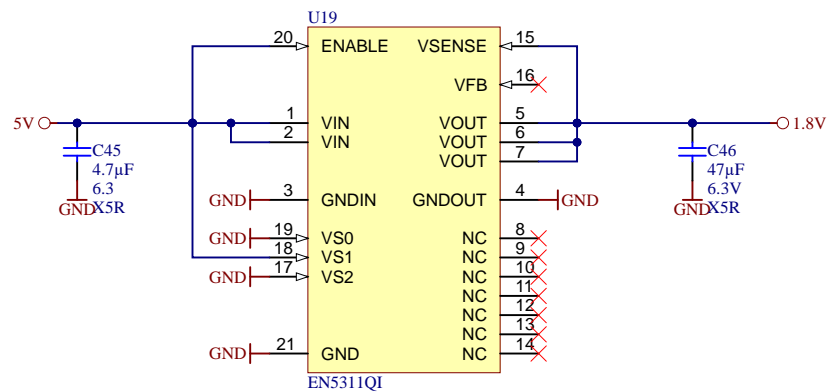 U19
20 ENABLE VSENSE 15
VFB 16
5V 1 VIN VOUT 5 1.8V
2 VIN VOUT 6
VOUT 7
C45
4.7µF
6.3
X5R
GND
C46
47µF
6.3V
X5R
GND
GND 3 GNDIN GNDOUT 4 GND
GND 19 VS0 NC 8
18 VS1 NC 9
GND 17 VS2 NC 10
NC 11
NC 12
NC 13
GND 21 GND NC 14
EN5311QI